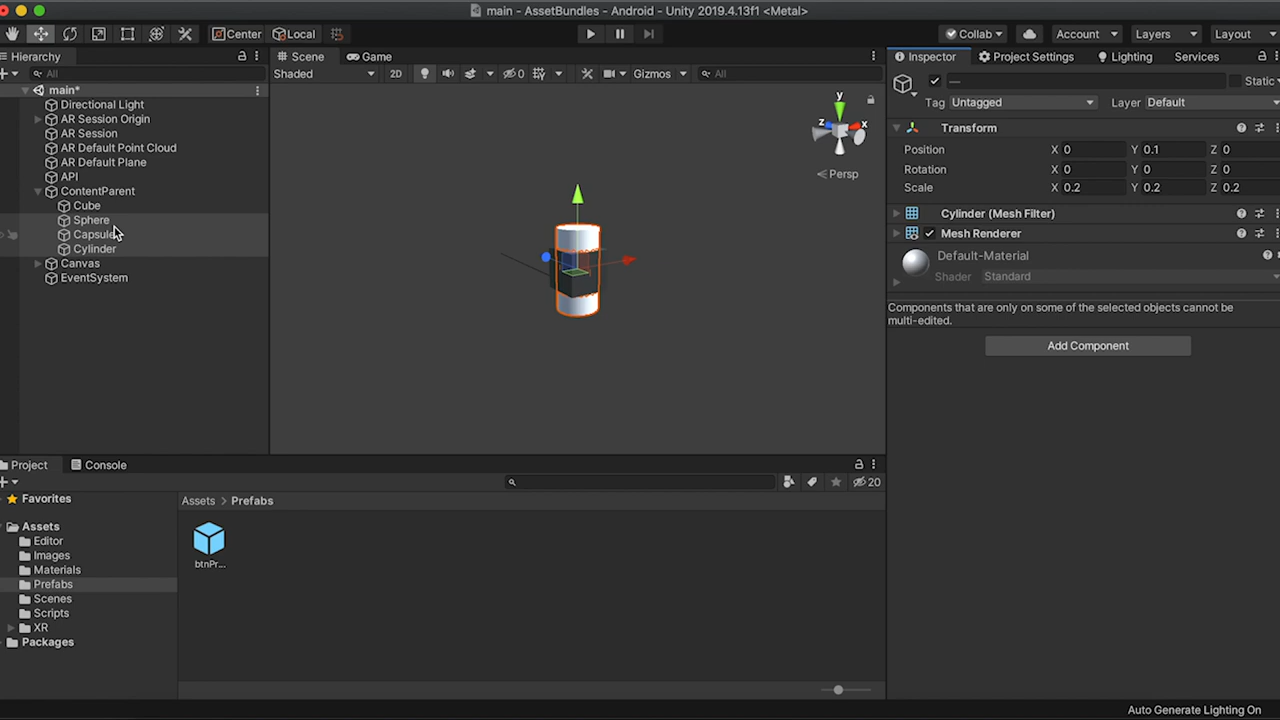 main - AssetBundles - Android - Unity 2019.4.13f1 <Metal>
Center Local Collab Account Layers Layout
Hierarchy
All
main*
Directional Light
AR Session Origin
AR Session
AR Default Point Cloud
AR Default Plane
API
ContentParent
Cube
Sphere
Capsule
Cylinder
Canvas
EventSystem
Scene Game
Shaded 2D 0 Gizmos All
y
z x
Persp
Inspector Project Settings Lighting Services
— Static
Tag Untagged Layer Default
Transform
Position X 0 Y 0.1 Z 0
Rotation X 0 Y 0 Z 0
Scale X 0.2 Y 0.2 Z 0.2
Cylinder (Mesh Filter)
Mesh Renderer
Default-Material
Shader Standard
Components that are only on some of the selected objects cannot be
multi-edited.
Add Component
Project Console
20
Favorites
Assets
Editor
Images
Materials
Prefabs
Scenes
Scripts
XR
Packages
Assets > Prefabs
btnPr...
Auto Generate Lighting On